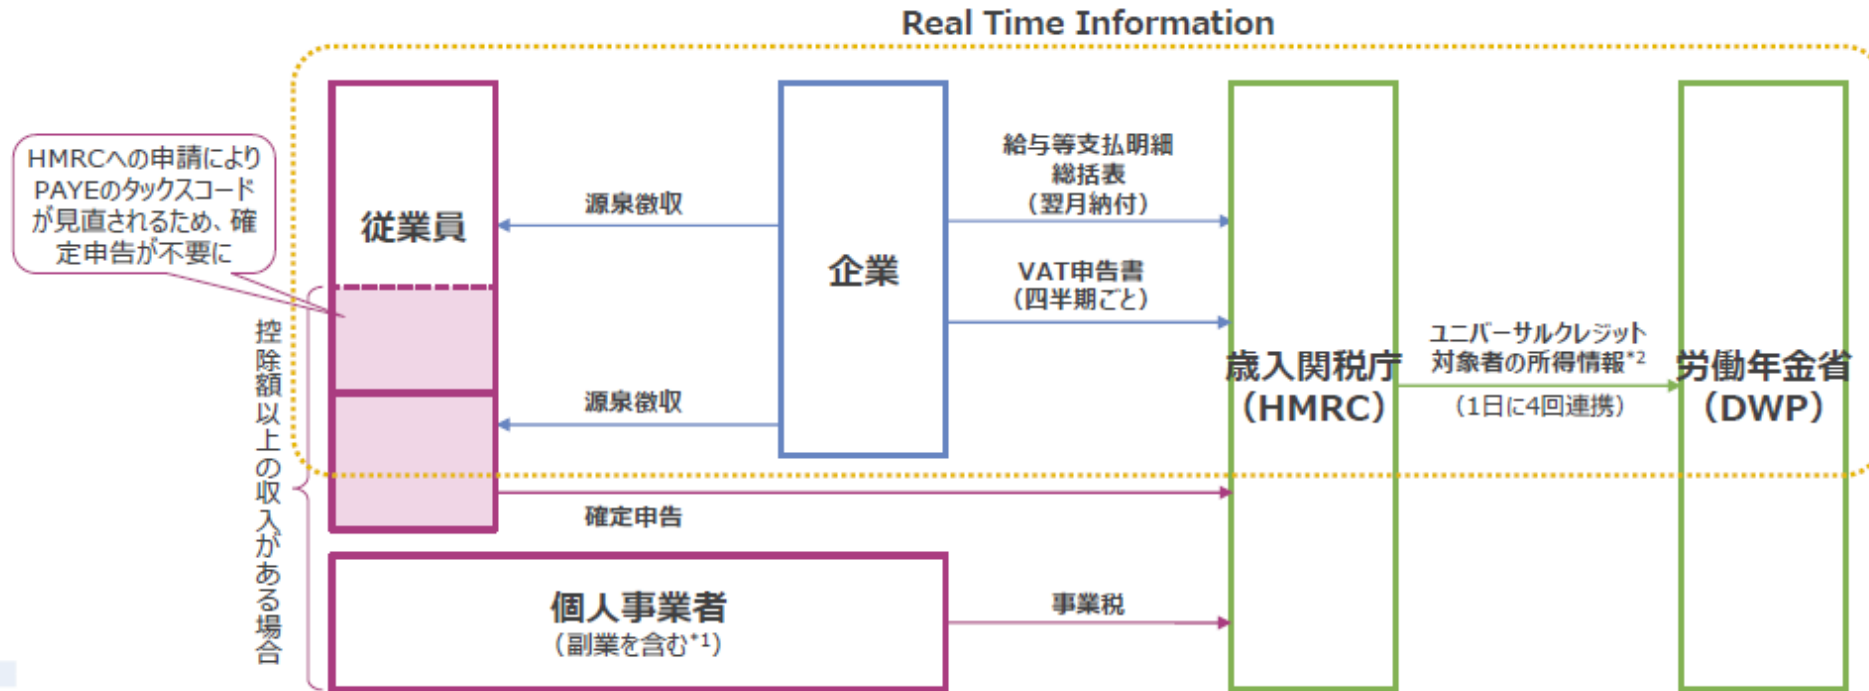 Real Time Information
HMRCへの申請により
PAYEのタックスコード
が見直されるため、確
定申告が不要に
従業員
源泉徴収
企業
給与等支払明細
総括表
（翌月納付）
VAT申告書
（四半期ごと）
歳入関税庁
（HMRC）
ユニバーサルクレジット
対象者の所得情報*2
（1日に4回連携）
労働年金省
（DWP）
源泉徴収
控除額以上の収入がある場合
確定申告
個人事業者
（副業を含む*1）
事業税